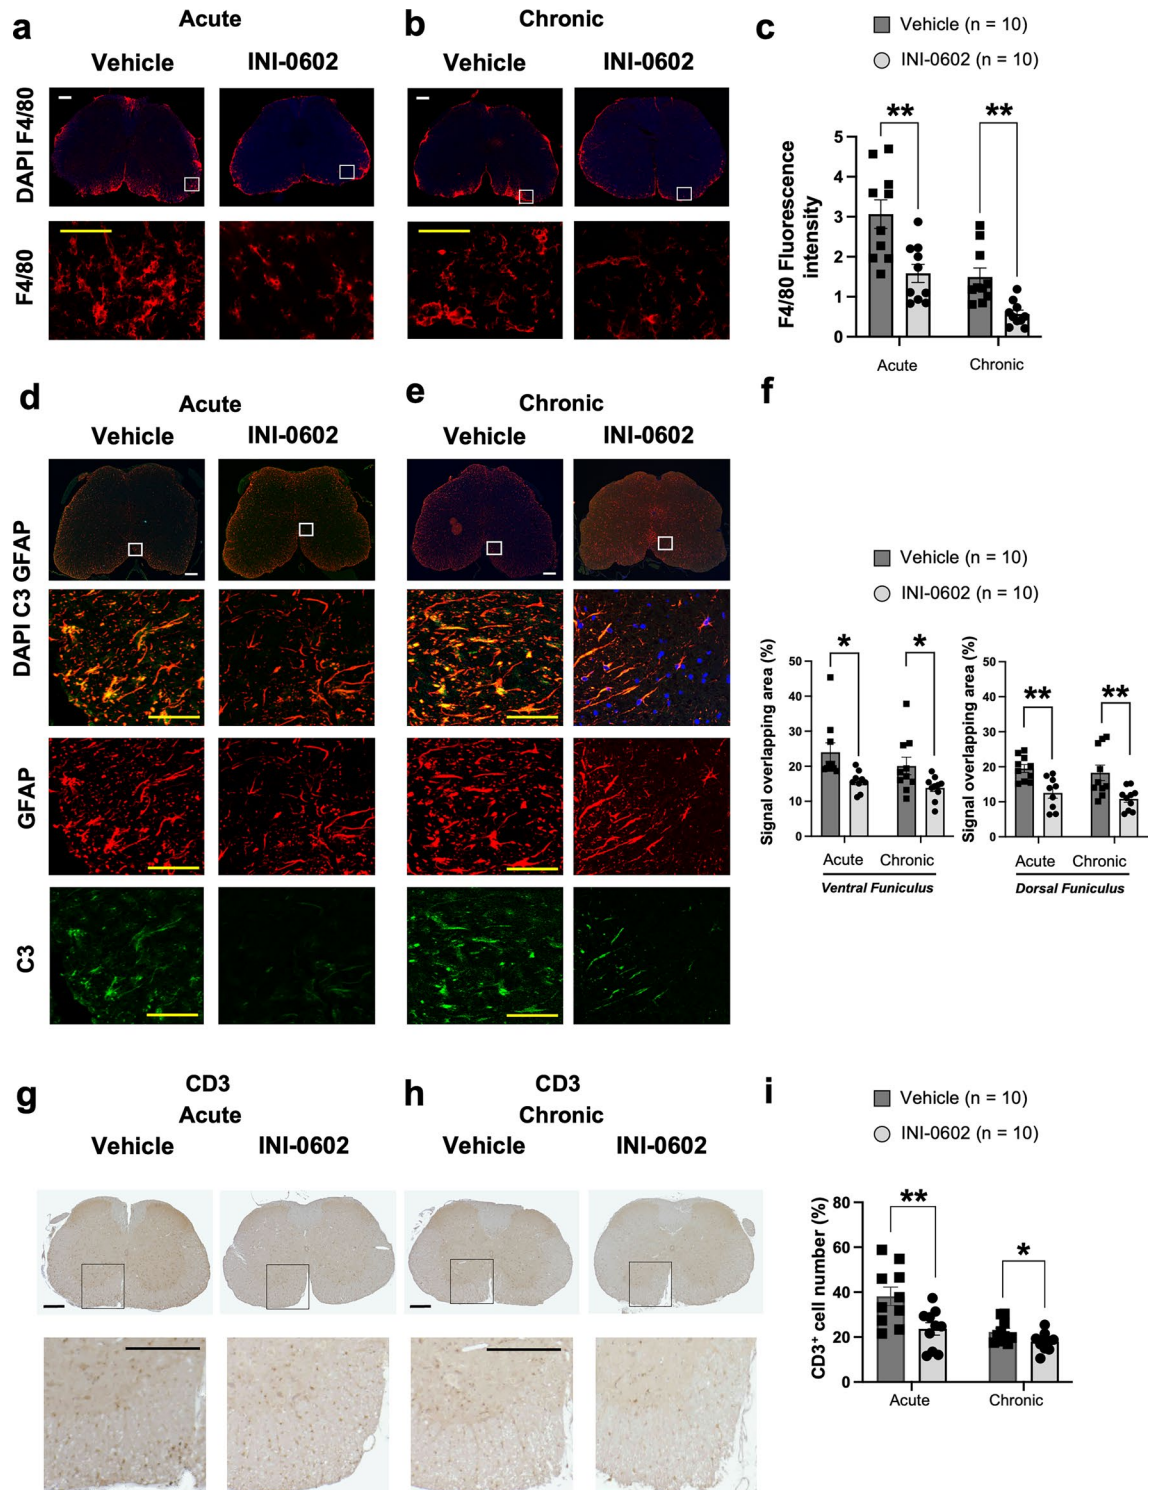 a
Acute
Vehicle
INI-0602
DAPI F4/80
F4/80
b
Chronic
Vehicle
INI-0602
c
Vehicle (n = 10)
INI-0602 (n = 10)
**
**
F4/80 Fluorescence
intensity
5
4
3
2
1
0
Acute
Chronic
d
Acute
Vehicle
INI-0602
DAPI C3 GFAP
GFAP
C3
e
Chronic
Vehicle
INI-0602
f
Vehicle (n = 10)
INI-0602 (n = 10)
Signal overlapping area (%)
50
40
30
20
10
0
*
*
Acute
Chronic
Ventral Funiculus
Signal overlapping area (%)
50
40
30
20
10
0
**
**
Acute
Chronic
Dorsal Funiculus
g
CD3
Acute
Vehicle
INI-0602
h
CD3
Chronic
Vehicle
INI-0602
i
Vehicle (n = 10)
INI-0602 (n = 10)
CD3⁺ cell number (%)
80
60
40
20
0
**
*
Acute
Chronic